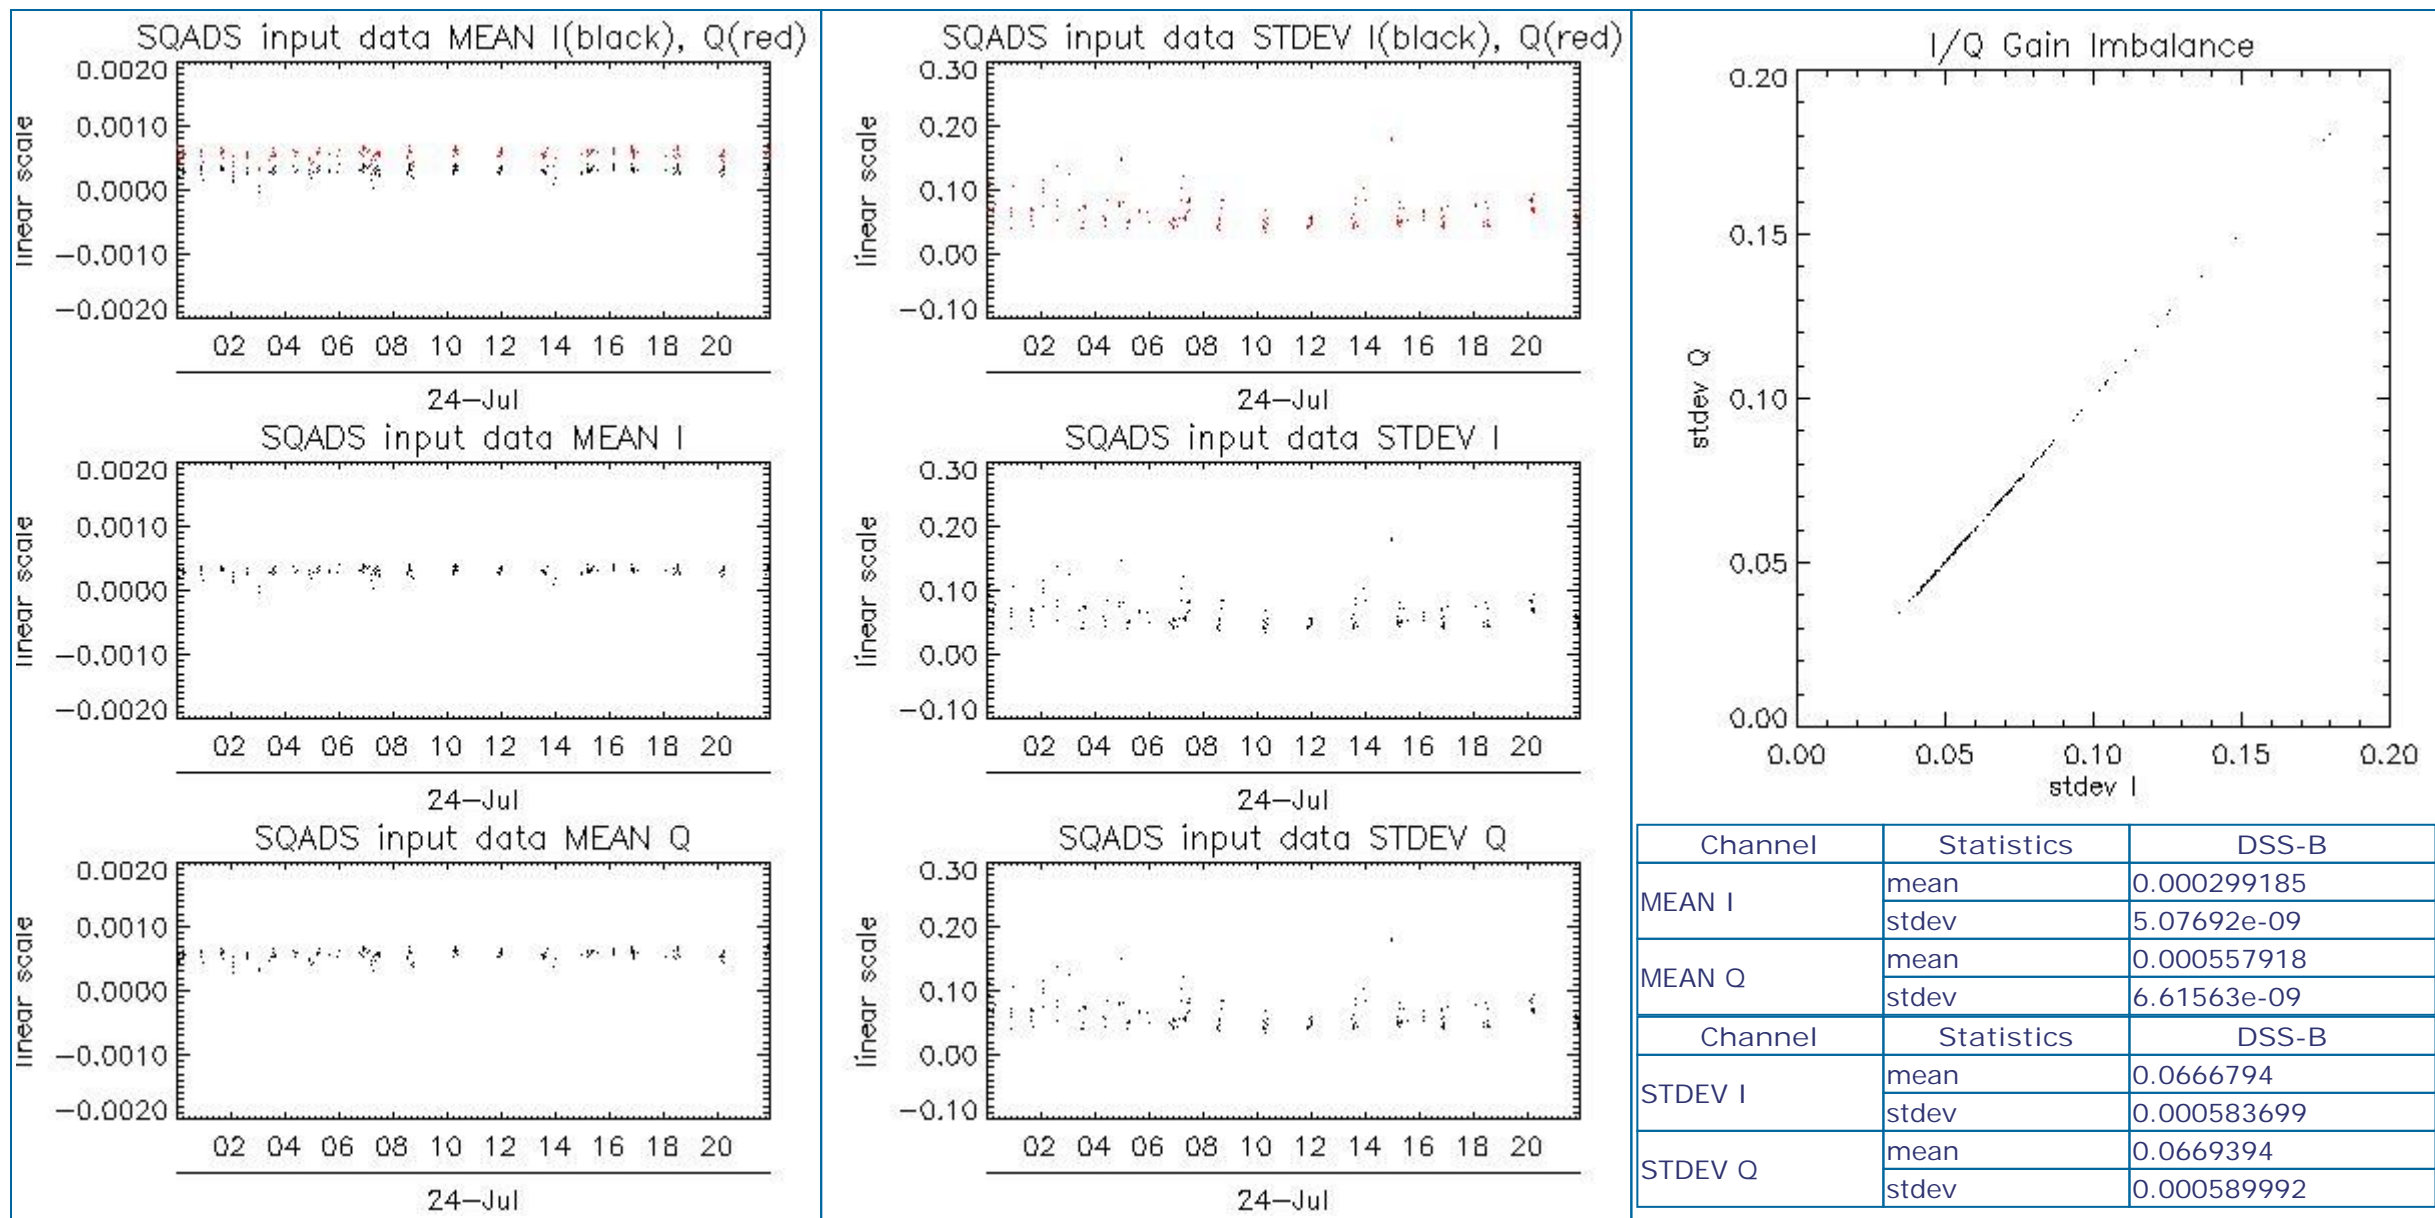 SQADS input data MEAN I(black), Q(red)
linear scale
0.0020
0.0010
0.0000
−0.0010
−0.0020
02 04 06 08 10 12 14 16 18 20
24−Jul
SQADS input data MEAN I
linear scale
0.0020
0.0010
0.0000
−0.0010
−0.0020
02 04 06 08 10 12 14 16 18 20
24−Jul
SQADS input data MEAN Q
linear scale
0.0020
0.0010
0.0000
−0.0010
−0.0020
02 04 06 08 10 12 14 16 18 20
24−Jul
SQADS input data STDEV I(black), Q(red)
linear scale
0.30
0.20
0.10
0.00
−0.10
02 04 06 08 10 12 14 16 18 20
24−Jul
SQADS input data STDEV I
linear scale
0.30
0.20
0.10
0.00
−0.10
02 04 06 08 10 12 14 16 18 20
24−Jul
SQADS input data STDEV Q
linear scale
0.30
0.20
0.10
0.00
−0.10
02 04 06 08 10 12 14 16 18 20
24−Jul
I/Q Gain Imbalance
stdev Q
0.20
0.15
0.10
0.05
0.00
0.00 0.05 0.10 0.15 0.20
stdev I
Channel Statistics DSS-B
MEAN I
mean 0.000299185
stdev 5.07692e-09
MEAN Q
mean 0.000557918
stdev 6.61563e-09
Channel Statistics DSS-B
STDEV I
mean 0.0666794
stdev 0.000583699
STDEV Q
mean 0.0669394
stdev 0.000589992